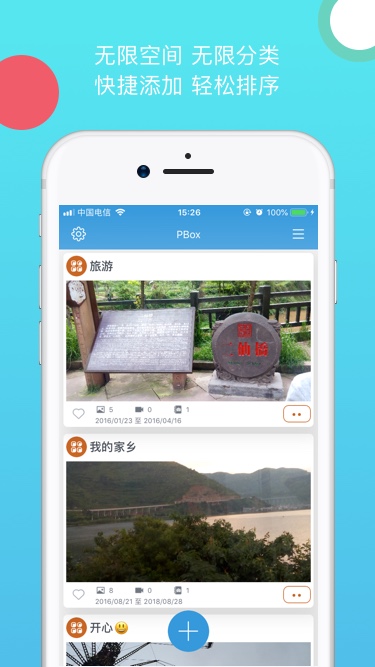 无限空间 无限分类
快捷添加 轻松排序
中国电信 15:26 100%
PBox
旅游
5 0 1
2016/01/23 至 2016/04/16
我的家乡
8 0 1
2016/08/21 至 2018/08/28
开心😃